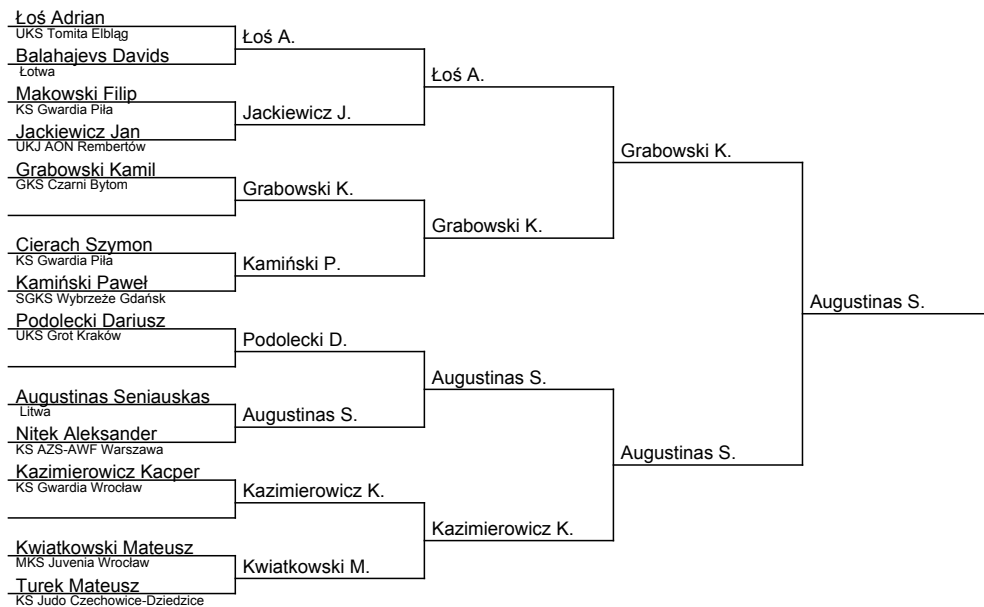 Łoś Adrian
UKS Tomita Elbląg
Balahajevs Davids
Łotwa
Makowski Filip
KS Gwardia Piła
Jackiewicz Jan
UKJ AON Rembertów
Grabowski Kamil
GKS Czarni Bytom
Cierach Szymon
KS Gwardia Piła
Kamiński Paweł
SGKS Wybrzeże Gdańsk
Podolecki Dariusz
UKS Grot Kraków
Augustinas Seniauskas
Litwa
Nitek Aleksander
KS AZS-AWF Warszawa
Kazimierowicz Kacper
KS Gwardia Wrocław
Kwiatkowski Mateusz
MKS Juvenia Wrocław
Turek Mateusz
KS Judo Czechowice-Dziedzice
Łoś A.
Jackiewicz J.
Grabowski K.
Kamiński P.
Podolecki D.
Augustinas S.
Kazimierowicz K.
Kwiatkowski M.
Łoś A.
Grabowski K.
Augustinas S.
Kazimierowicz K.
Grabowski K.
Augustinas S.
Augustinas S.